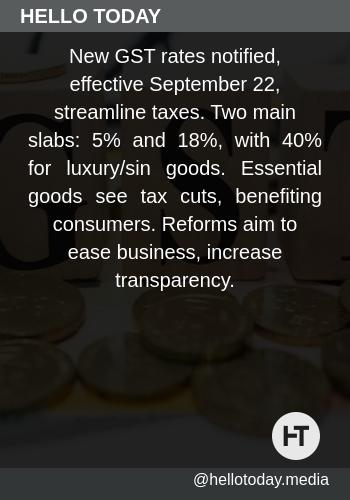 HELLO TODAY
New GST rates notified,
effective September 22,
streamline taxes. Two main
slabs: 5% and 18%, with 40%
for luxury/sin goods. Essential
goods see tax cuts, benefiting
consumers. Reforms aim to
ease business, increase
transparency.
HT
@hellotoday.media